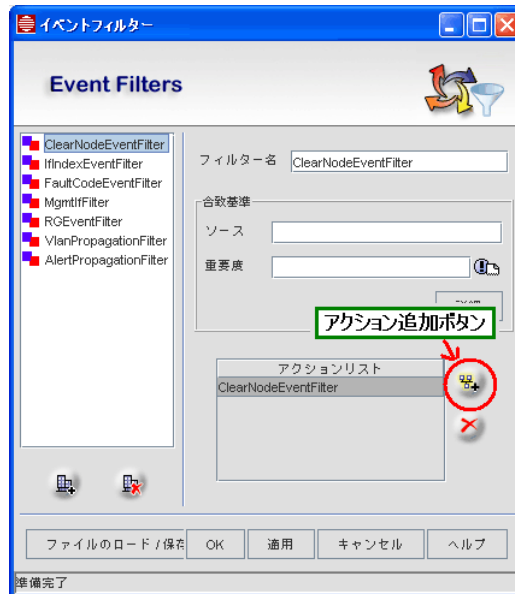 イベントフィルター
Event Filters
ClearNodeEventFilter
IfIndexEventFilter
FaultCodeEventFilter
MgmtIfFilter
RGEventFilter
VlanPropagationFilter
AlertPropagationFilter
フィルター名 ClearNodeEventFilter
合致基準
ソース
重要度
アクション追加ボタン
アクションリスト
ClearNodeEventFilter
ファイルのロード /保存 OK 適用 キャンセル ヘルプ
準備完了